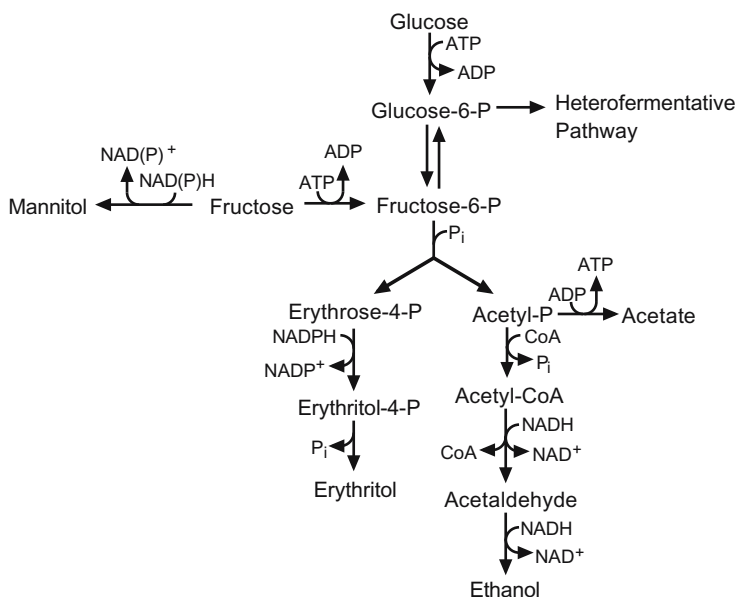 Glucose
ATP
ADP
Glucose-6-P
Heterofermentative
Pathway
NAD(P)+
NAD(P)H
ADP
ATP
Mannitol
Fructose
Fructose-6-P
Pi
ATP
ADP
Erythrose-4-P
Acetyl-P
Acetate
NADPH
NADP+
CoA
Pi
Erythritol-4-P
Acetyl-CoA
Pi
NADH
CoA
NAD+
Erythritol
Acetaldehyde
NADH
NAD+
Ethanol